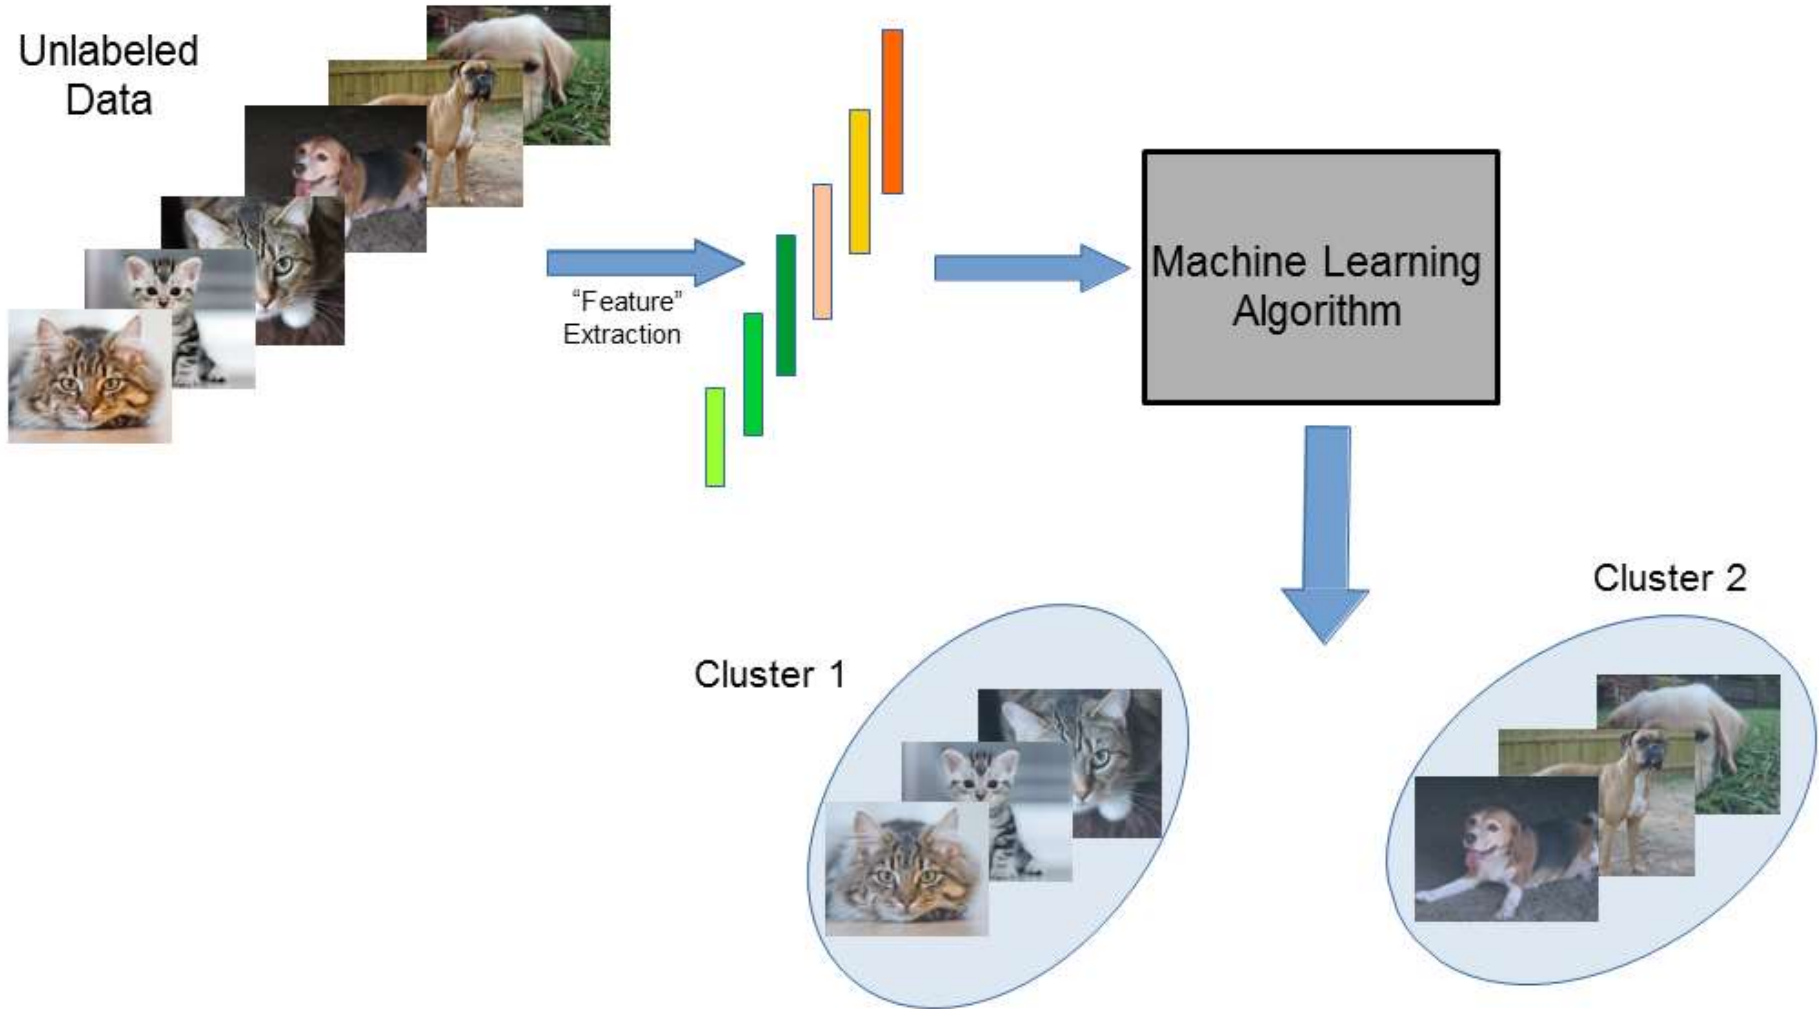 Unlabeled
Data
“Feature”
Extraction
Machine Learning
Algorithm
Cluster 1
Cluster 2